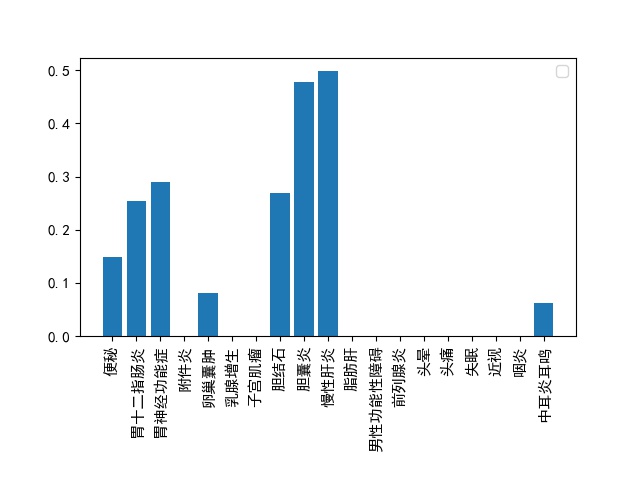 0.5
0.4
0.3
0.2
0.1
0.0
便秘
胃十二指肠炎
胃神经功能症
附件炎
卵巢囊肿
乳腺增生
子宫肌瘤
胆结石
胆囊炎
慢性肝炎
脂肪肝
男性功能性障碍
前列腺炎
头晕
头痛
失眠
近视
咽炎
中耳炎耳鸣